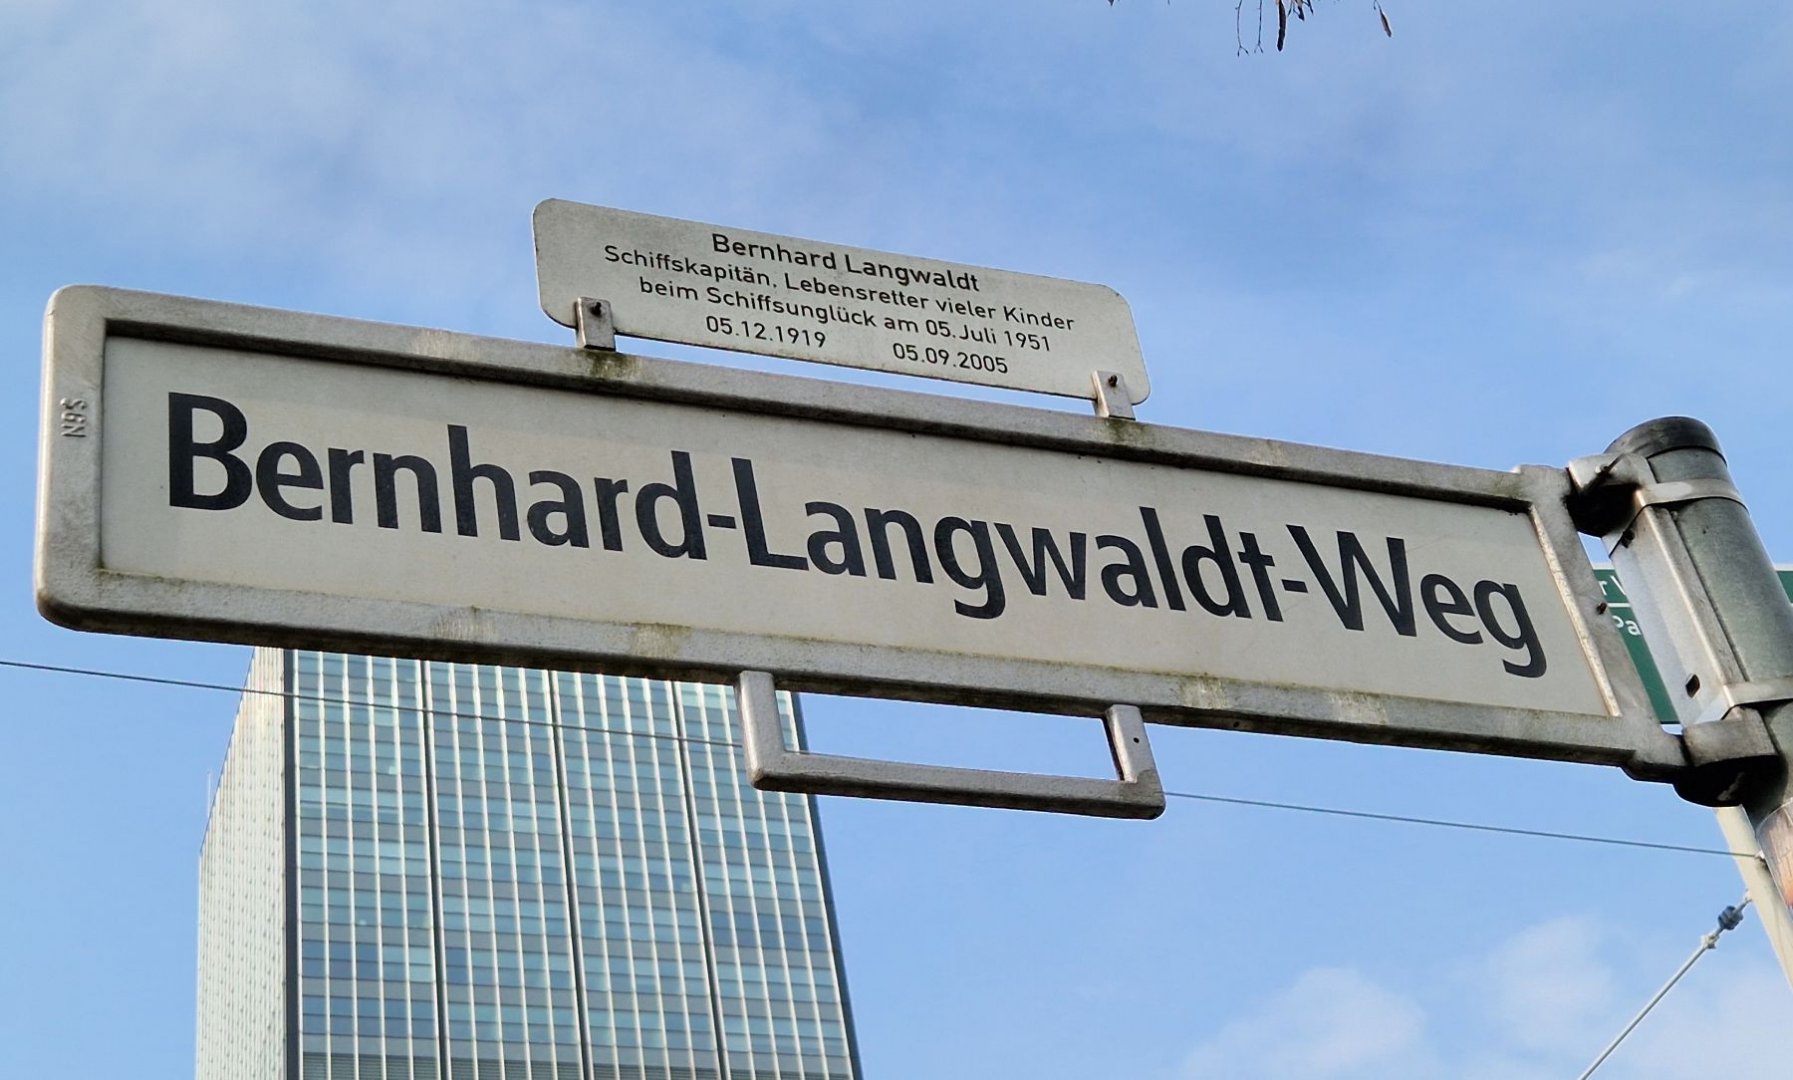 Bernhard Langwaldt
Schiffskapitän, Lebensretter vieler Kinder
beim Schiffsunglück am 05.Juli 1951
05.12.1919 05.09.2005
Bernhard-Langwaldt-Weg